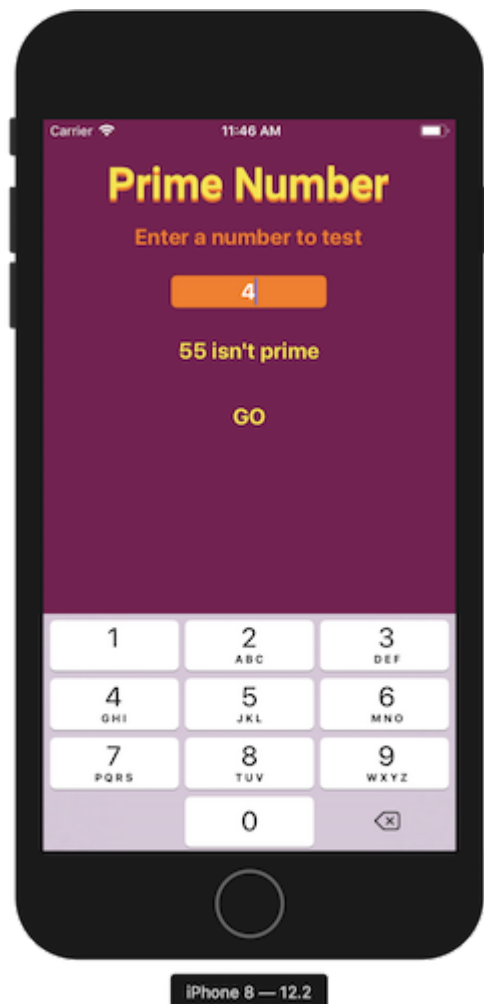 Carrier 11:46 AM
Prime Number
Enter a number to test
4
55 isn't prime
GO
1 2 3
ABC DEF
4 5 6
GHI JKL MNO
7 8 9
PQRS TUV WXYZ
0
iPhone 8 — 12.2